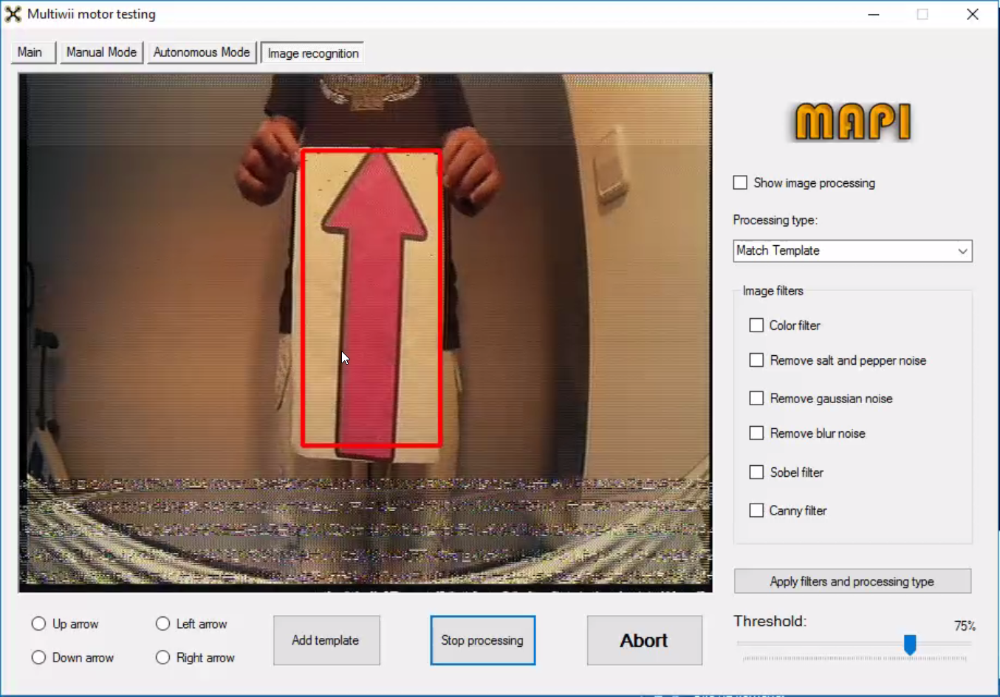 Multiwii motor testing
Main
Manual Mode
Autonomous Mode
Image recognition
MAPI
Show image processing
Processing type:
Match Template
Image filters
Color filter
Remove salt and pepper noise
Remove gaussian noise
Remove blur noise
Sobel filter
Canny filter
Apply filters and processing type
Threshold:
75%
Up arrow
Left arrow
Down arrow
Right arrow
Add template
Stop processing
Abort